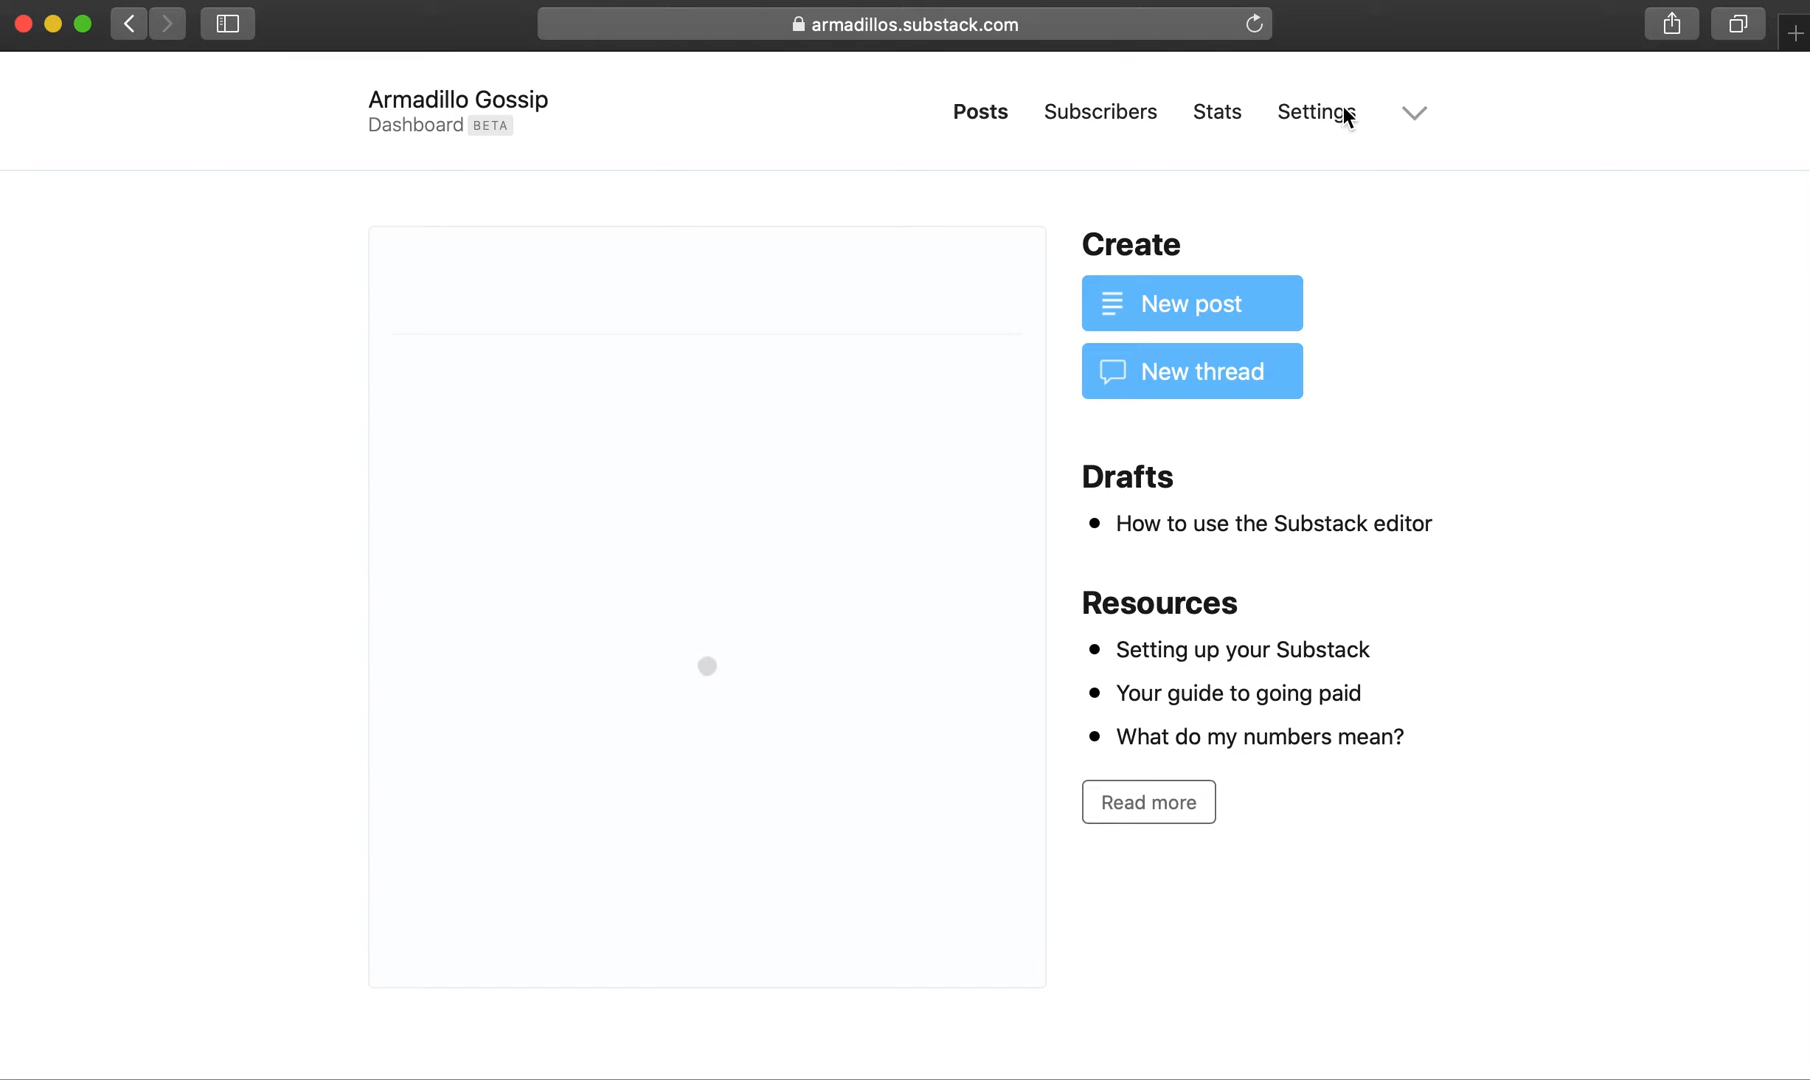 armadillos.substack.com
Armadillo Gossip
Dashboard BETA
Posts Subscribers Stats Settings
Create
New post
New thread
Drafts
How to use the Substack editor
Resources
Setting up your Substack
Your guide to going paid
What do my numbers mean?
Read more